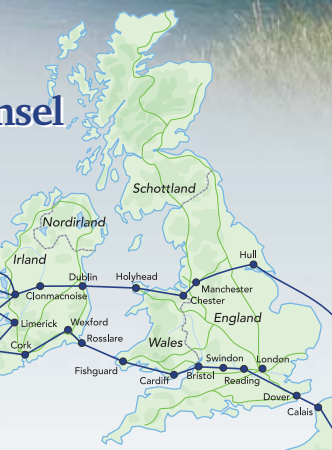 nsel
Schottland
Nordirland
Irland
Dublin
Holyhead
Hull
Clonmacnoise
Manchester
Chester
Limerick
Wexford
England
Cork
Rosslare
Wales
Swindon
London
Fishguard
Cardiff
Bristol
Reading
Dover
Calais